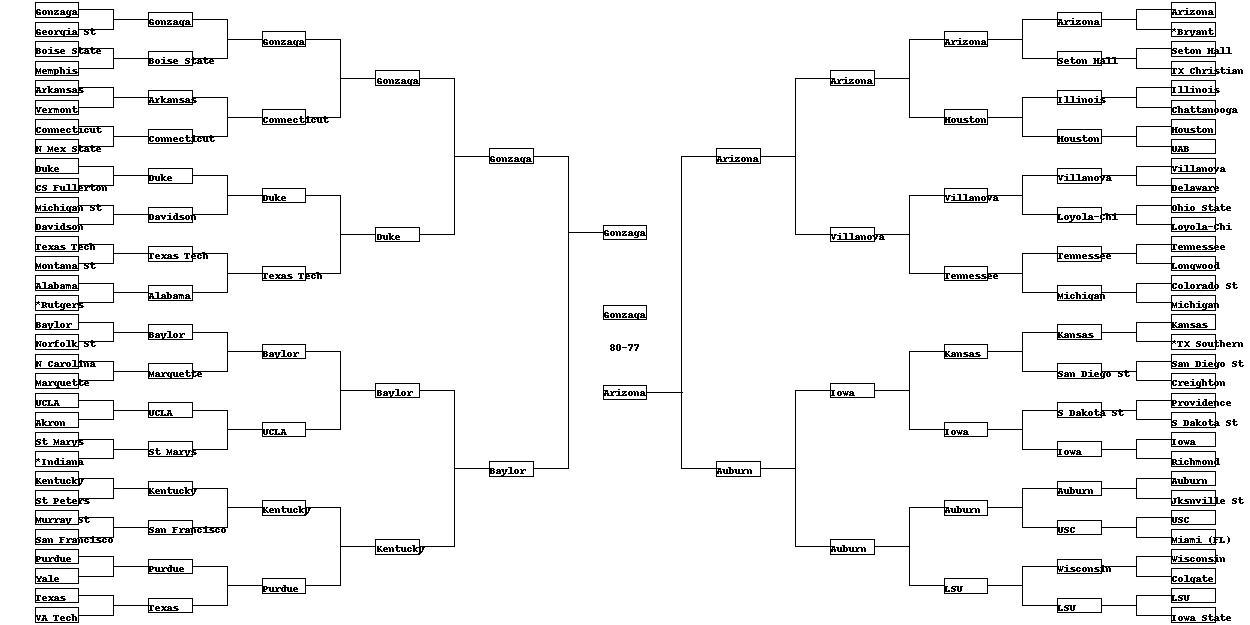 Gonzaga
Georgia St
Boise State
Memphis
Arkansas
Vermont
Connecticut
N Mex State
Duke
CS Fullerton
Michigan St
Davidson
Texas Tech
Montana St
Alabama
*Rutgers
Baylor
Norfolk St
N Carolina
Marquette
UCLA
Akron
St Marys
*Indiana
Kentucky
St Peters
Murray St
San Francisco
Purdue
Yale
Texas
VA Tech
Gonzaga
Boise State
Arkansas
Connecticut
Duke
Davidson
Texas Tech
Alabama
Baylor
Marquette
UCLA
St Marys
Kentucky
San Francisco
Purdue
Texas
Gonzaga
Connecticut
Duke
Texas Tech
Baylor
UCLA
Kentucky
Purdue
Gonzaga
Duke
Baylor
Kentucky
Gonzaga
Baylor
Gonzaga
Gonzaga
80-77
Arizona
Arizona
Auburn
Arizona
Villanova
Iowa
Auburn
Arizona
Houston
Villanova
Tennessee
Kansas
Iowa
Auburn
LSU
Arizona
Seton Hall
Illinois
Houston
Villanova
Loyola-Chi
Tennessee
Michigan
Kansas
San Diego St
S Dakota St
Iowa
Auburn
USC
Wisconsin
LSU
Arizona
*Bryant
Seton Hall
TX Christian
Illinois
Chattanooga
Houston
UAB
Villanova
Delaware
Ohio State
Loyola-Chi
Tennessee
Longwood
Colorado St
Michigan
Kansas
*TX Southern
San Diego St
Creighton
Providence
S Dakota St
Iowa
Richmond
Auburn
Jksnville St
USC
Miami (FL)
Wisconsin
Colgate
LSU
Iowa State